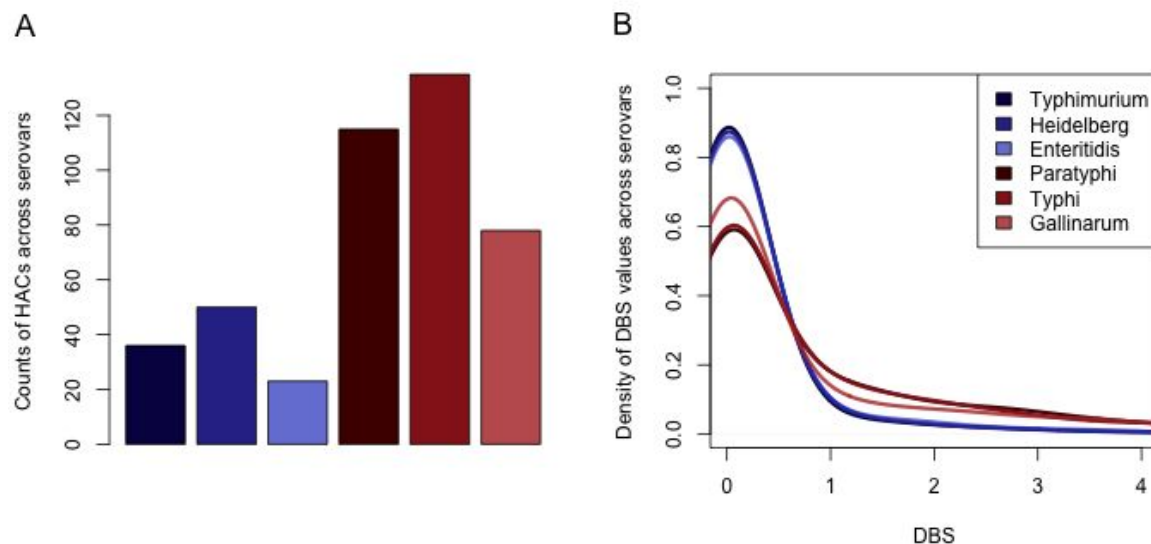 A
Counts of HACs across serovars
120
100
80
60
40
20
0
B
Density of DBS values across serovars
1.0
0.8
0.6
0.4
0.2
0.0
Typhimurium
Heidelberg
Enteritidis
Paratyphi
Typhi
Gallinarum
0 1 2 3 4
DBS